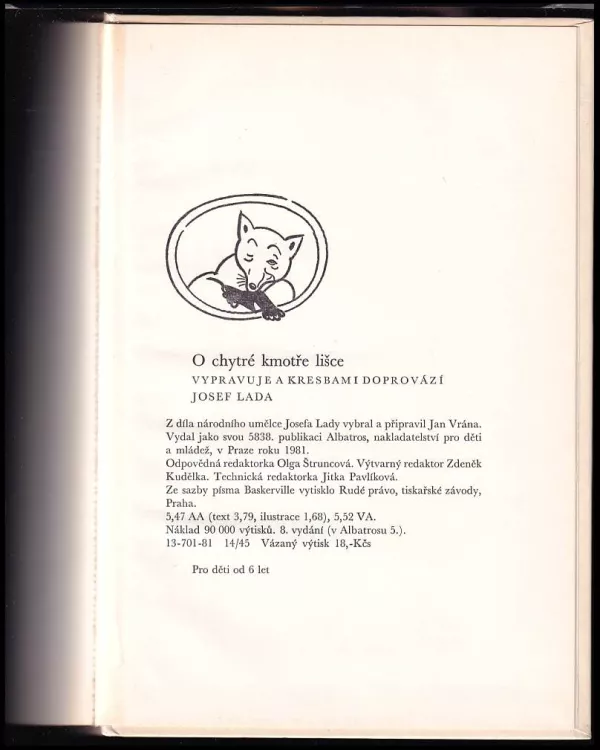 O chytré kmotře lišce
VYPRAVUJE A KRESBAMI DOPROVÁZÍ
JOSEF LADA
Z díla národního umělce Josefa Lady vybral a připravil Jan Vrána.
Vydal jako svou 5838. publikaci Albatros, nakladatelství pro děti
a mládež, v Praze roku 1981.
Odpovědná redaktorka Olga Štruncová. Výtvarný redaktor Zdeněk
Kudělka. Technická redaktorka Jitka Pavlíková.
Ze sazby písma Baskerville vytisklo Rudé právo, tiskařské závody,
Praha.
5,47 AA (text 3,79, ilustrace 1,68), 5,52 VA.
Náklad 90 000 výtisků. 8. vydání (v Albatrosu 5.).
13-701-81 14/45 Vázaný výtisk 18,-Kčs
Pro děti od 6 let